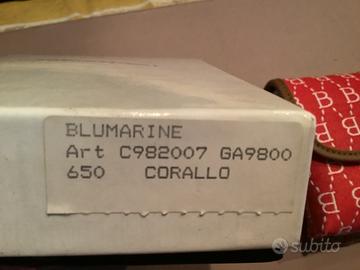 BLUMARINE
Art C982007 GA9800
650 CORALLO
subito